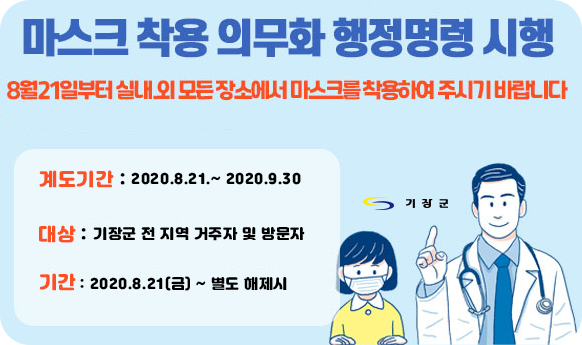 마스크 착용 의무화 행정명령 시행
8월21일부터 실내.외 모든 장소에서 마스크를 착용하여 주시기 바랍니다
계도기간 : 2020.8.21.~ 2020.9.30
기장군
대상 : 기장군 전 지역 거주자 및 방문자
기간 : 2020.8.21(금) ~ 별도 해제시